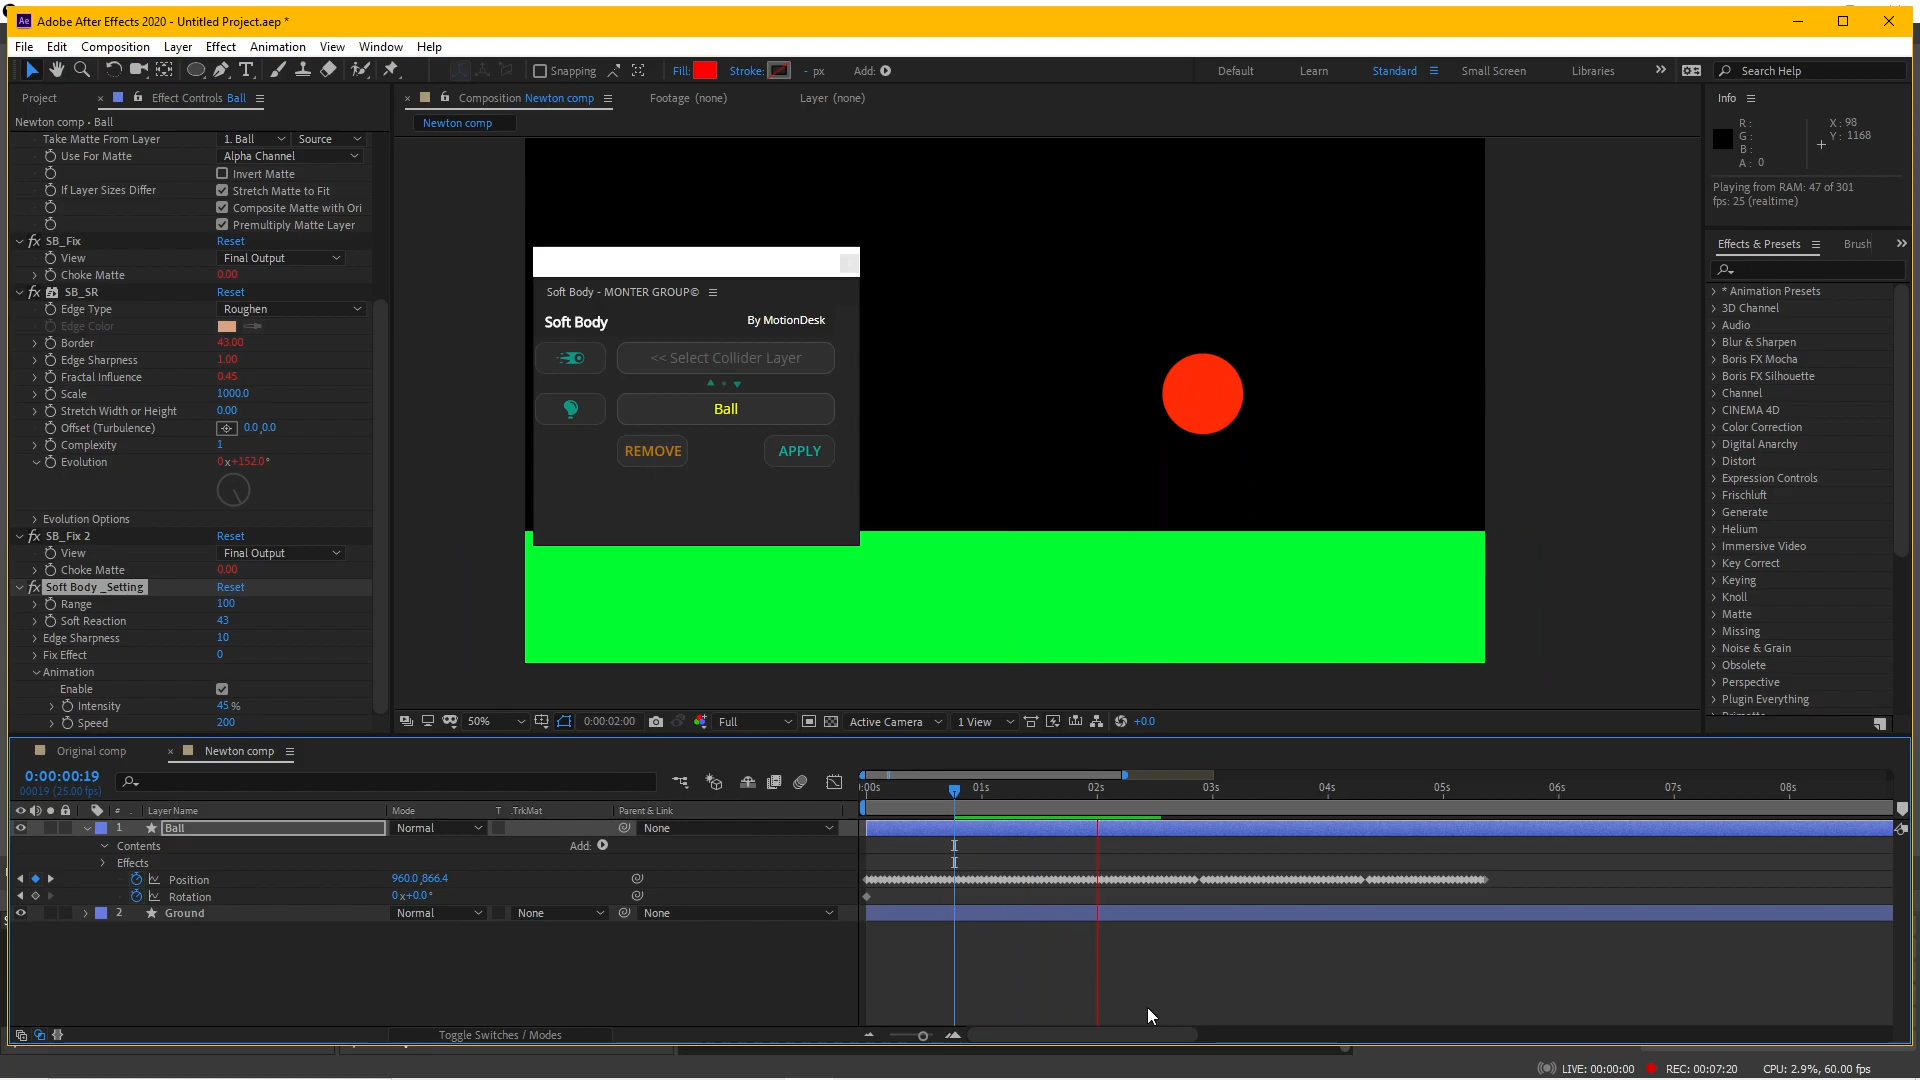 Adobe After Effects 2020 - Untitled Project.aep *
File Edit Composition Layer Effect Animation View Window Help
Snapping Fill: Stroke: - px Add: Default Learn Standard Small Screen Libraries Search Help
Project Effect Controls Ball
Newton comp • Ball
Take Matte From Layer 1. Ball Source
Use For Matte Alpha Channel
Invert Matte
If Layer Sizes Differ Stretch Matte to Fit
Composite Matte with Ori
Premultiply Matte Layer
SB_Fix Reset
View Final Output
Choke Matte 0.00
SB_SR Reset
Edge Type Roughen
Edge Color
Border 43.00
Edge Sharpness 1.00
Fractal Influence 0.45
Scale 1000.0
Stretch Width or Height 0.00
Offset (Turbulence) 0.0,0.0
Complexity 1
Evolution 0x+152.0°
Evolution Options
SB_Fix 2 Reset
View Final Output
Choke Matte 0.00
Soft Body _Setting Reset
Range 100
Soft Reaction 43
Edge Sharpness 10
Fix Effect 0
Animation
Enable
Intensity 45 %
Speed 200
Composition Newton comp Footage (none) Layer (none)
Newton comp
Soft Body - MONTER GROUP©
Soft Body By MotionDesk
<< Select Collider Layer
Ball
REMOVE APPLY
50% 0:00:02:00 Full Active Camera 1 View +0.0
Info
R: X: 98
G: Y: 1168
B:
A: 0
Playing from RAM: 47 of 301
fps: 25 (realtime)
Effects & Presets Brush
* Animation Presets
3D Channel
Audio
Blur & Sharpen
Boris FX Mocha
Boris FX Silhouette
Channel
CINEMA 4D
Color Correction
Digital Anarchy
Distort
Expression Controls
Frischluft
Generate
Helium
Immersive Video
Key Correct
Keying
Knoll
Matte
Missing
Noise & Grain
Obsolete
Perspective
Plugin Everything
Original comp Newton comp
0:00:00:19
00019 (25.00 fps)
:00s 01s 02s 03s 04s 05s 06s 07s 08s
# Layer Name Mode T .TrkMat Parent & Link
1 Ball Normal None
Contents Add:
Effects
Position 960.0,866.4
Rotation 0x+0.0°
2 Ground Normal None None
Toggle Switches / Modes
LIVE: 00:00:00 REC: 00:07:20 CPU: 2.9%, 60.00 fps